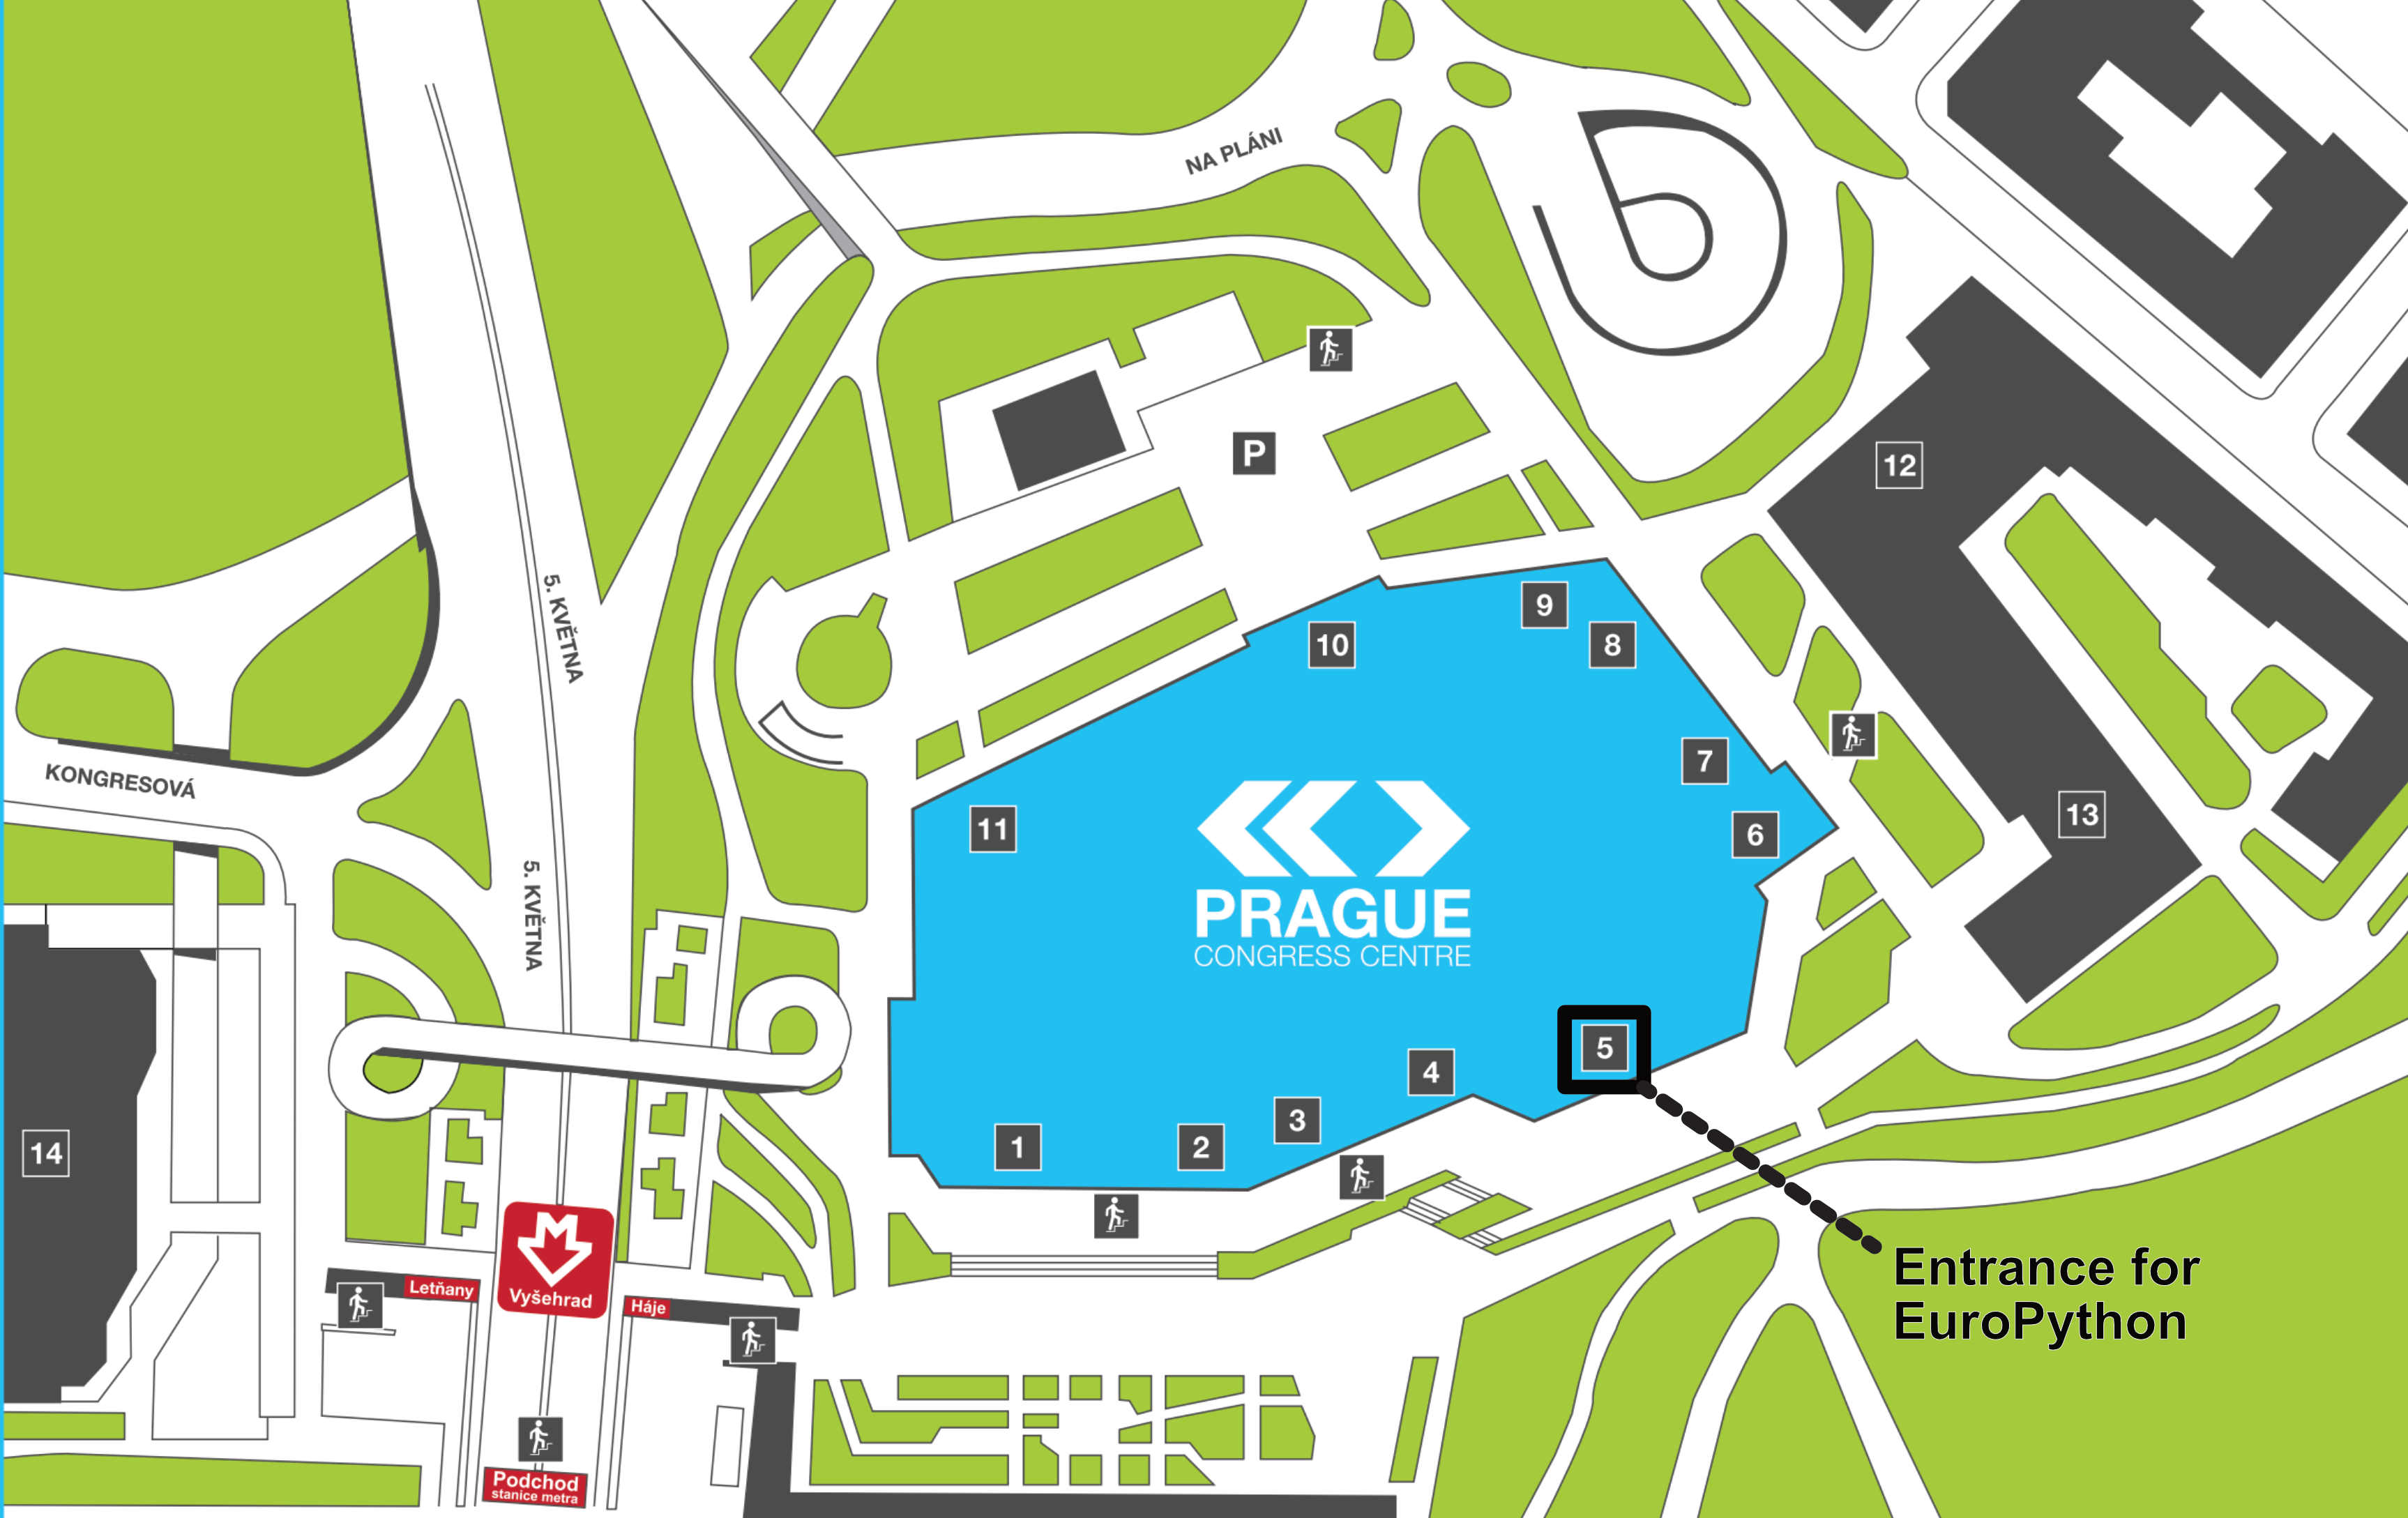 NA PLÁNI
P
12
5. KVĚTNA
9
10
8
KONGRESOVÁ
7
13
11
6
PRAGUE
CONGRESS CENTRE
5. KVĚTNA
5
4
3
14
1
2
Entrance for
EuroPython
Letňany
Vyšehrad
Háje
Podchod
stanice metra